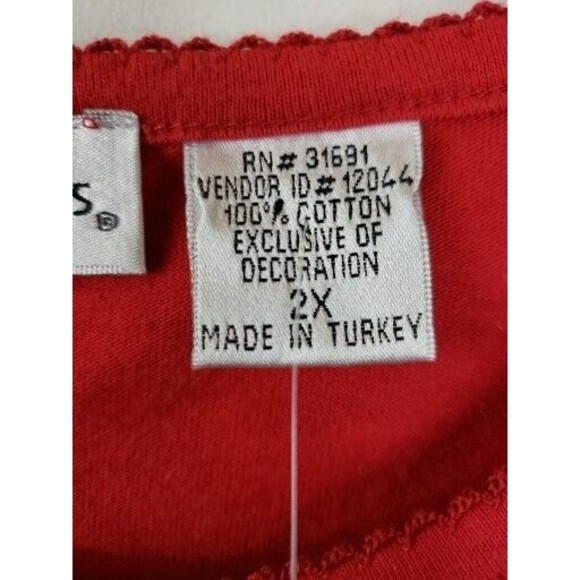 S®
RN# 31691
VENDOR ID# 12044
100% COTTON
EXCLUSIVE OF
DECORATION
2X
MADE IN TURKEY